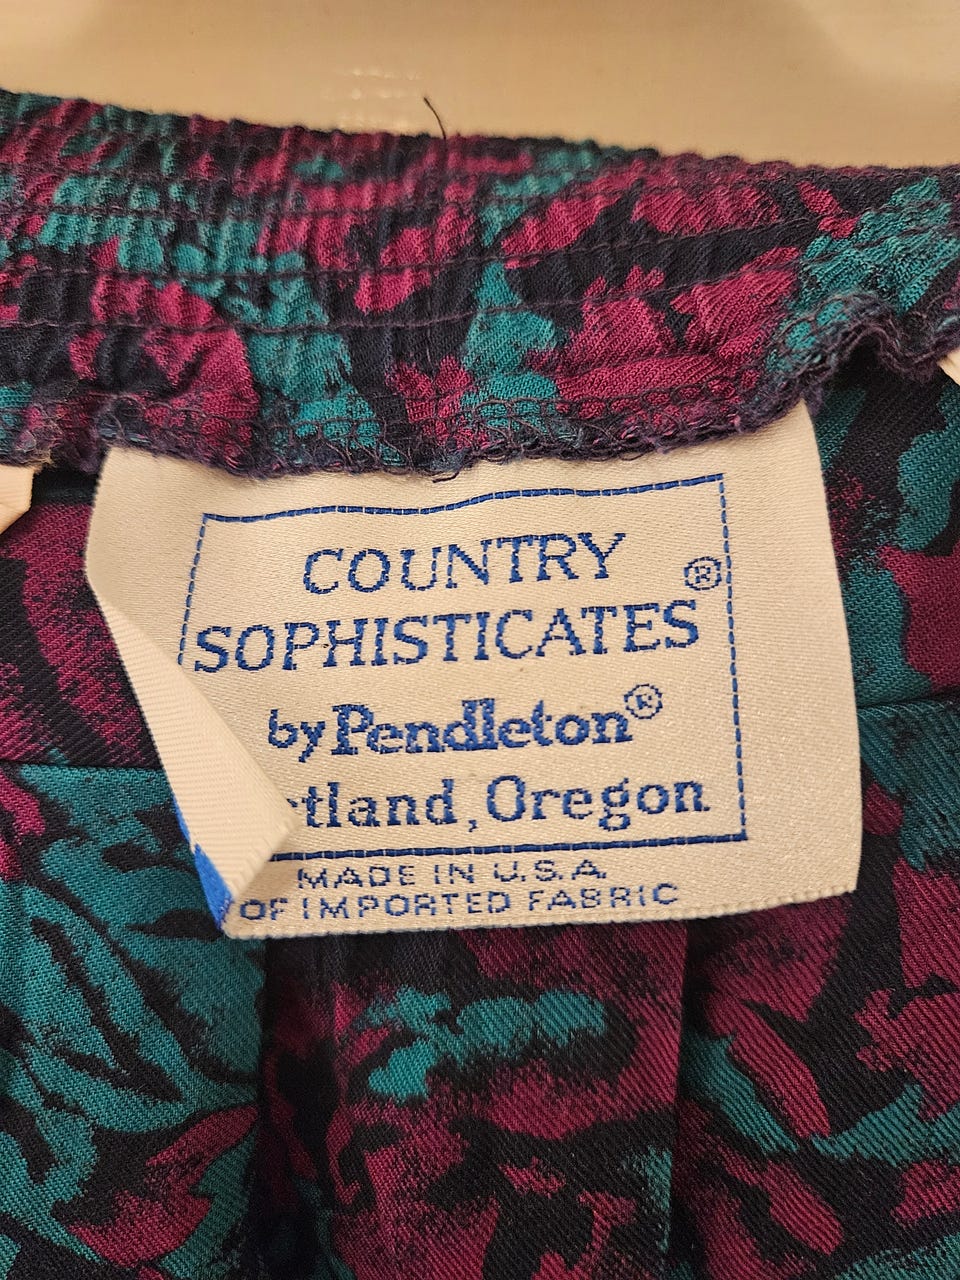 COUNTRY
SOPHISTICATES®
by Pendleton®
tland, Oregon
MADE IN U.S.A.
OF IMPORTED FABRIC